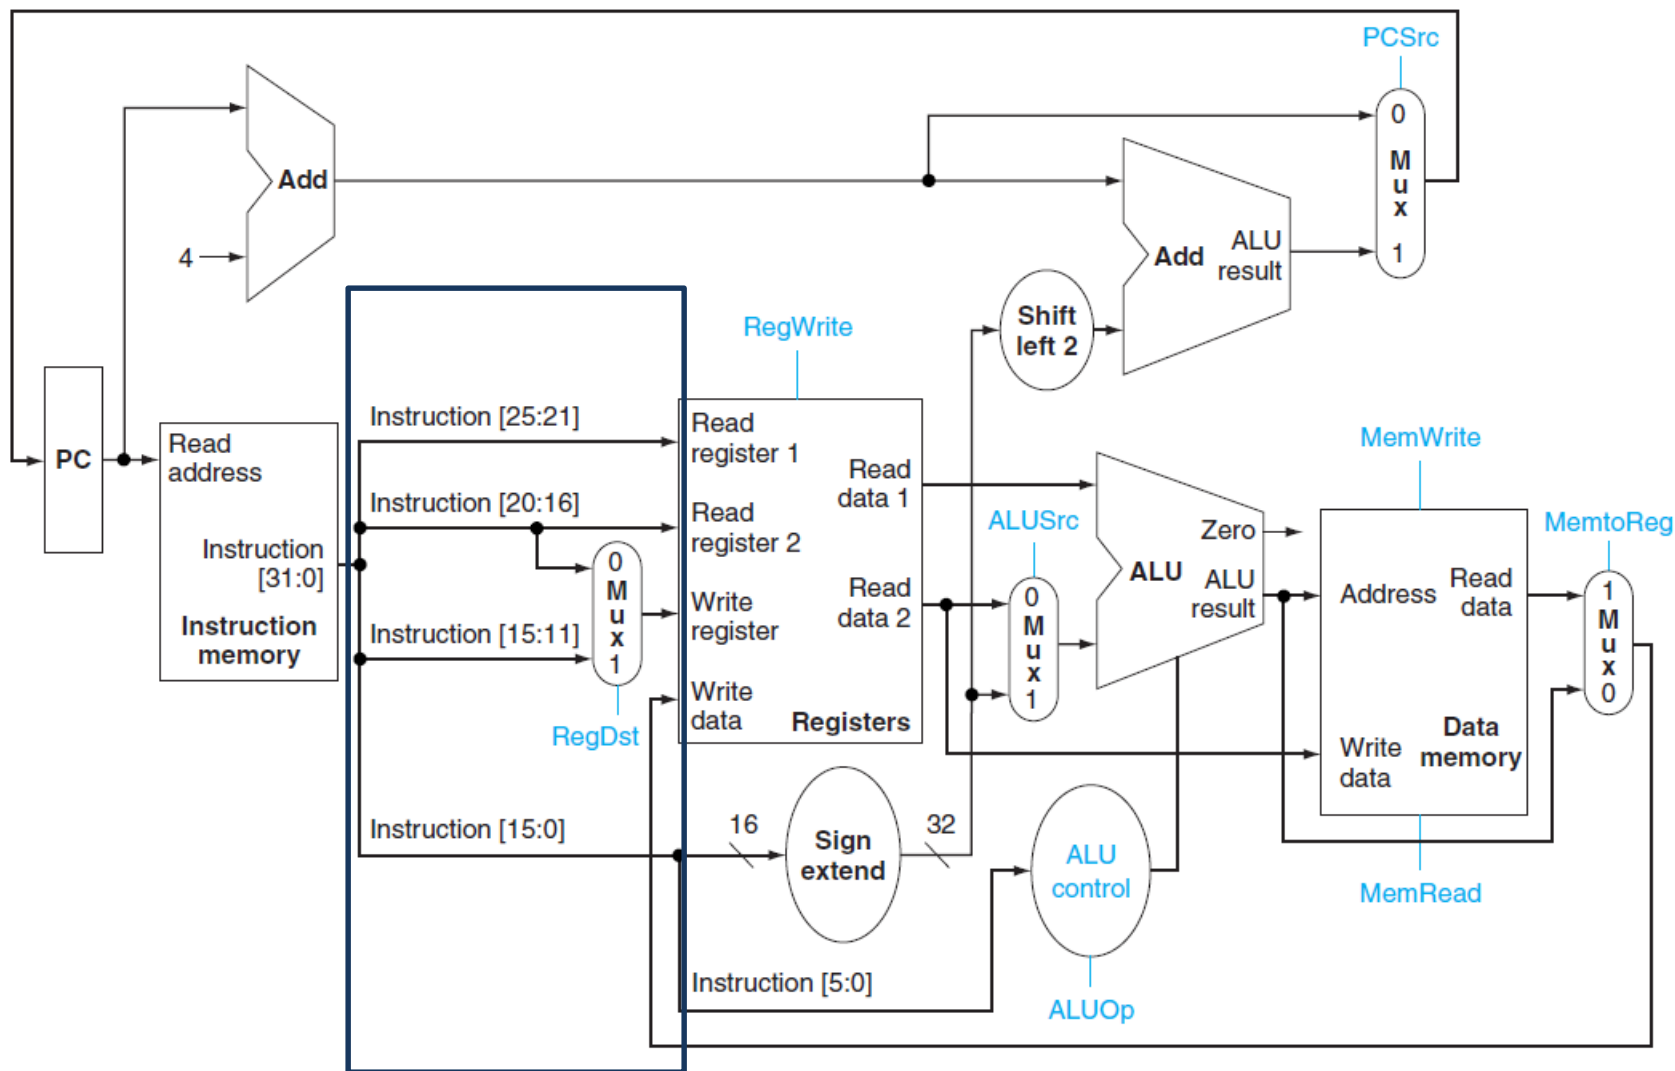 PCSrc
0
M
u
x
1
Add
Add
ALU
result
4
Shift
left 2
RegWrite
PC
Read
address
Instruction
[31:0]
Instruction
memory
Instruction [25:21]
Instruction [20:16]
Instruction [15:11]
Instruction [15:0]
0
M
u
x
1
RegDst
Read
register 1
Read
register 2
Write
register
Write
data
Read
data 1
Read
data 2
Registers
16
Sign
extend
32
Instruction [5:0]
ALUSrc
0
M
u
x
1
Zero
ALU
ALU
result
ALU
control
ALUOp
MemWrite
Address
Read
data
Write
data
Data
memory
MemRead
MemtoReg
1
M
u
x
0